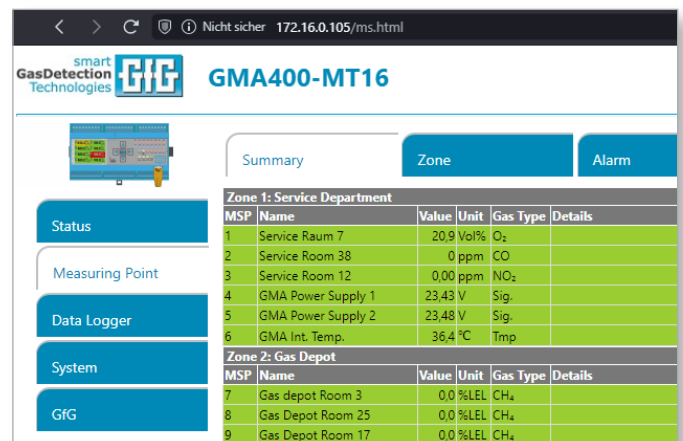 Nicht sicher 172.16.0.105/ms.html
smart
GasDetection
Technologies
GfG
GMA400-MT16
Summary Zone Alarm
Status
Measuring Point
Data Logger
System
GfG
Zone 1: Service Department
MSP Name Value Unit Gas Type Details
1 Service Raum 7 20,9 Vol% O₂
2 Service Room 38 0 ppm CO
3 Service Room 12 0,00 ppm NO₂
4 GMA Power Supply 1 23,43 V Sig.
5 GMA Power Supply 2 23,48 V Sig.
6 GMA Int. Temp. 36,4 °C Tmp
Zone 2: Gas Depot
MSP Name Value Unit Gas Type Details
7 Gas depot Room 3 0,0 %LEL CH₄
8 Gas Depot Room 25 0,0 %LEL CH₄
9 Gas Depot Room 17 0,0 %LEL CH₄